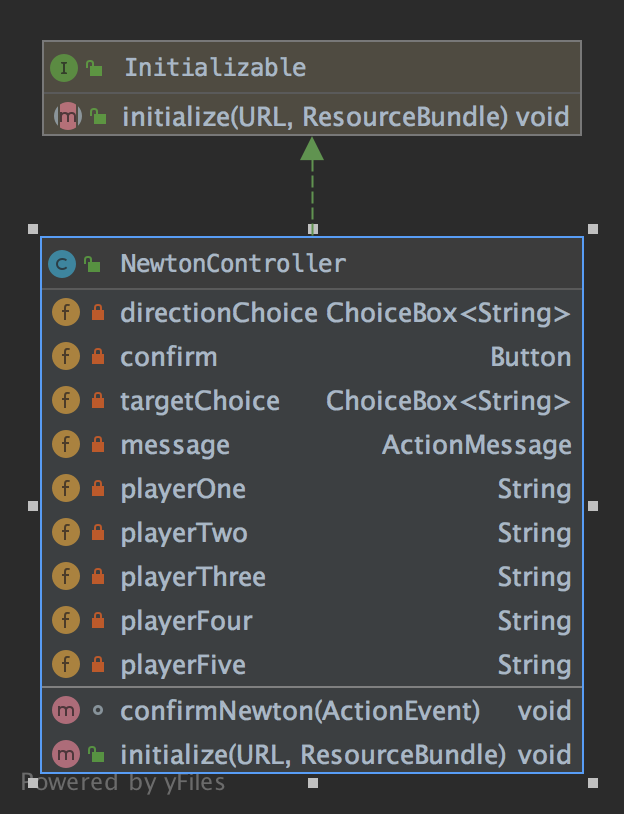 I Initializable
m initialize(URL, ResourceBundle) void
C NewtonController
f directionChoice ChoiceBox<String>
f confirm Button
f targetChoice ChoiceBox<String>
f message ActionMessage
f playerOne String
f playerTwo String
f playerThree String
f playerFour String
f playerFive String
m confirmNewton(ActionEvent) void
m initialize(URL, ResourceBundle) void
Powered by yFiles